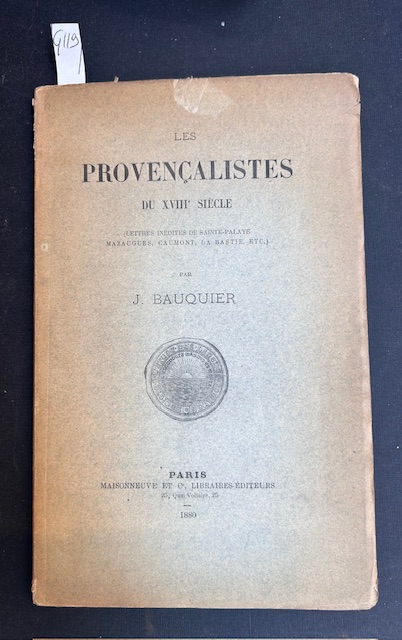 G119
LES
PROVENÇALISTES
DU XVIIIᵉ SIÈCLE
(LETTRES INÉDITES DE SAINTE-PALAYE
MAZAUGUES, CAUMONT, LA BASTIE, ETC.)
PAR
J. BAUQUIER
PARIS
MAISONNEUVE ET Cⁱᵉ, LIBRAIRES-ÉDITEURS
25, Quai Voltaire, 25
1880